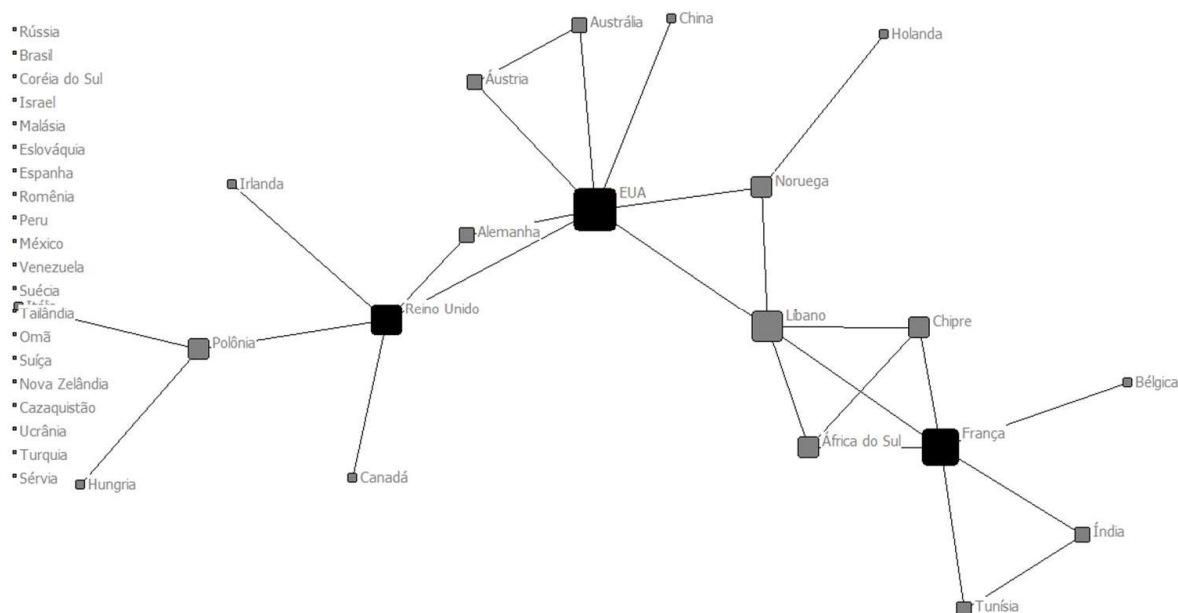 Rússia
Brasil
Coréia do Sul
Israel
Malásia
Eslováquia
Espanha
Romênia
Peru
México
Venezuela
Suécia
Tailândia
Omã
Suíça
Nova Zelândia
Cazaquistão
Ucrânia
Turquia
Sérvia
Austrália
China
Holanda
Áustria
Irlanda
EUA
Noruega
Alemanha
Reino Unido
Líbano
Chipre
Polônia
Bélgica
África do Sul
França
Hungria
Canadá
Índia
Tunísia